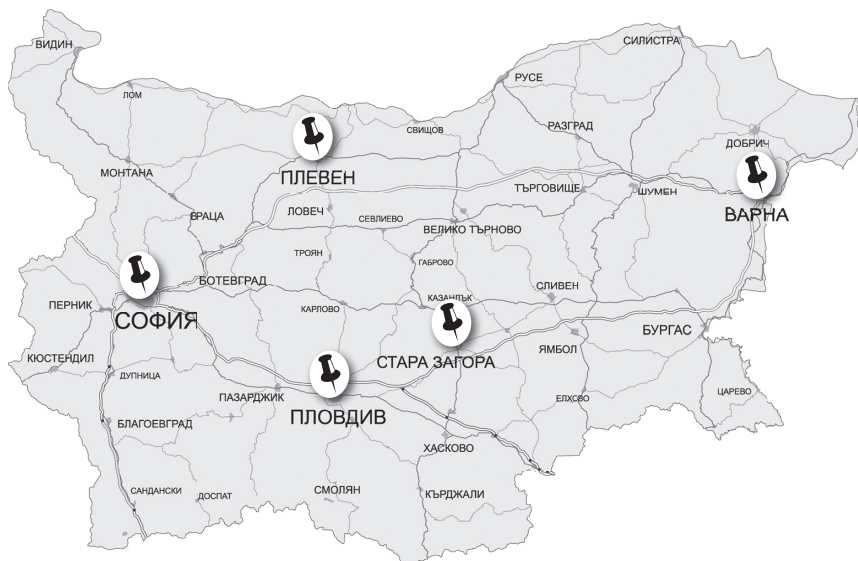 СИЛИСТРА
ВИДИН
РУСЕ
ЛОМ
СВИЩОВ
РАЗГРАД
ДОБРИЧ
МОНТАНА
ПЛЕВЕН
ТЪРГОВИЩЕ
ШУМЕН
ВРАЦА
ЛОВЕЧ
СЕВЛИЕВО
ВЕЛИКО ТЪРНОВО
ВАРНА
ТРОЯН
ГАБРОВО
БОТЕВГРАД
СЛИВЕН
ПЕРНИК
СОФИЯ
КАРЛОВО
КАЗАНЛЪК
БУРГАС
КЮСТЕНДИЛ
СТАРА ЗАГОРА
ЯМБОЛ
ДУПНИЦА
ПАЗАРДЖИК
ЕЛХОВО
ЦАРЕВО
ПЛОВДИВ
БЛАГОЕВГРАД
ХАСКОВО
САНДАНСКИ
ДОСПАТ
СМОЛЯН
КЪРДЖАЛИ